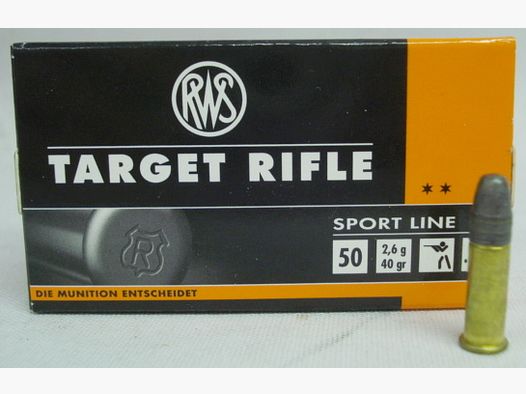 RWS
TARGET RIFLE
**
SPORT LINE
50
2,6 g
40 gr
R
DIE MUNITION ENTSCHEIDET